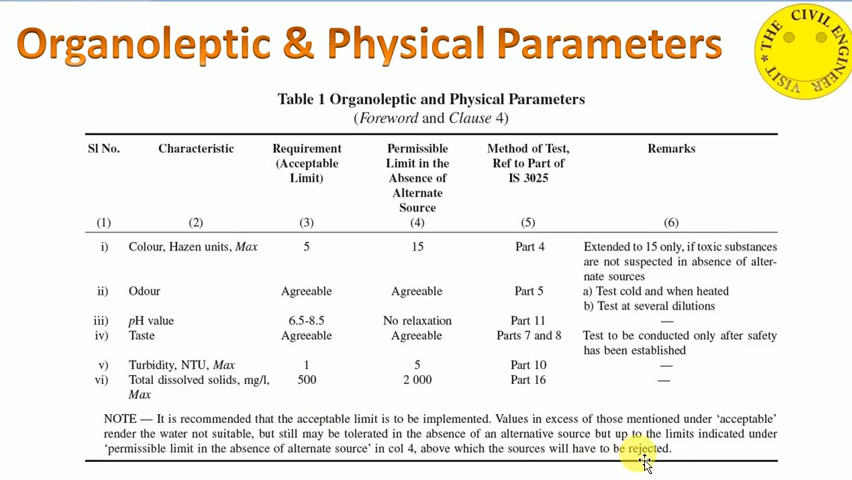 Organoleptic & Physical Parameters
* THE CIVIL ENGINEER VISIT
Table 1 Organoleptic and Physical Parameters
(Foreword and Clause 4)
Sl No. Characteristic Requirement (Acceptable Limit) Permissible Limit in the Absence of Alternate Source Method of Test, Ref to Part of IS 3025 Remarks
(1) (2) (3) (4) (5) (6)
i) Colour, Hazen units, Max 5 15 Part 4 Extended to 15 only, if toxic substances
are not suspected in absence of alter-
nate sources
ii) Odour Agreeable Agreeable Part 5 a) Test cold and when heated
b) Test at several dilutions
iii) pH value 6.5-8.5 No relaxation Part 11 —
iv) Taste Agreeable Agreeable Parts 7 and 8 Test to be conducted only after safety
has been established
v) Turbidity, NTU, Max 1 5 Part 10 —
vi) Total dissolved solids, mg/l, 500 2 000 Part 16 —
Max
NOTE — It is recommended that the acceptable limit is to be implemented. Values in excess of those mentioned under ‘acceptable’
render the water not suitable, but still may be tolerated in the absence of an alternative source but up to the limits indicated under
‘permissible limit in the absence of alternate source’ in col 4, above which the sources will have to be rejected.